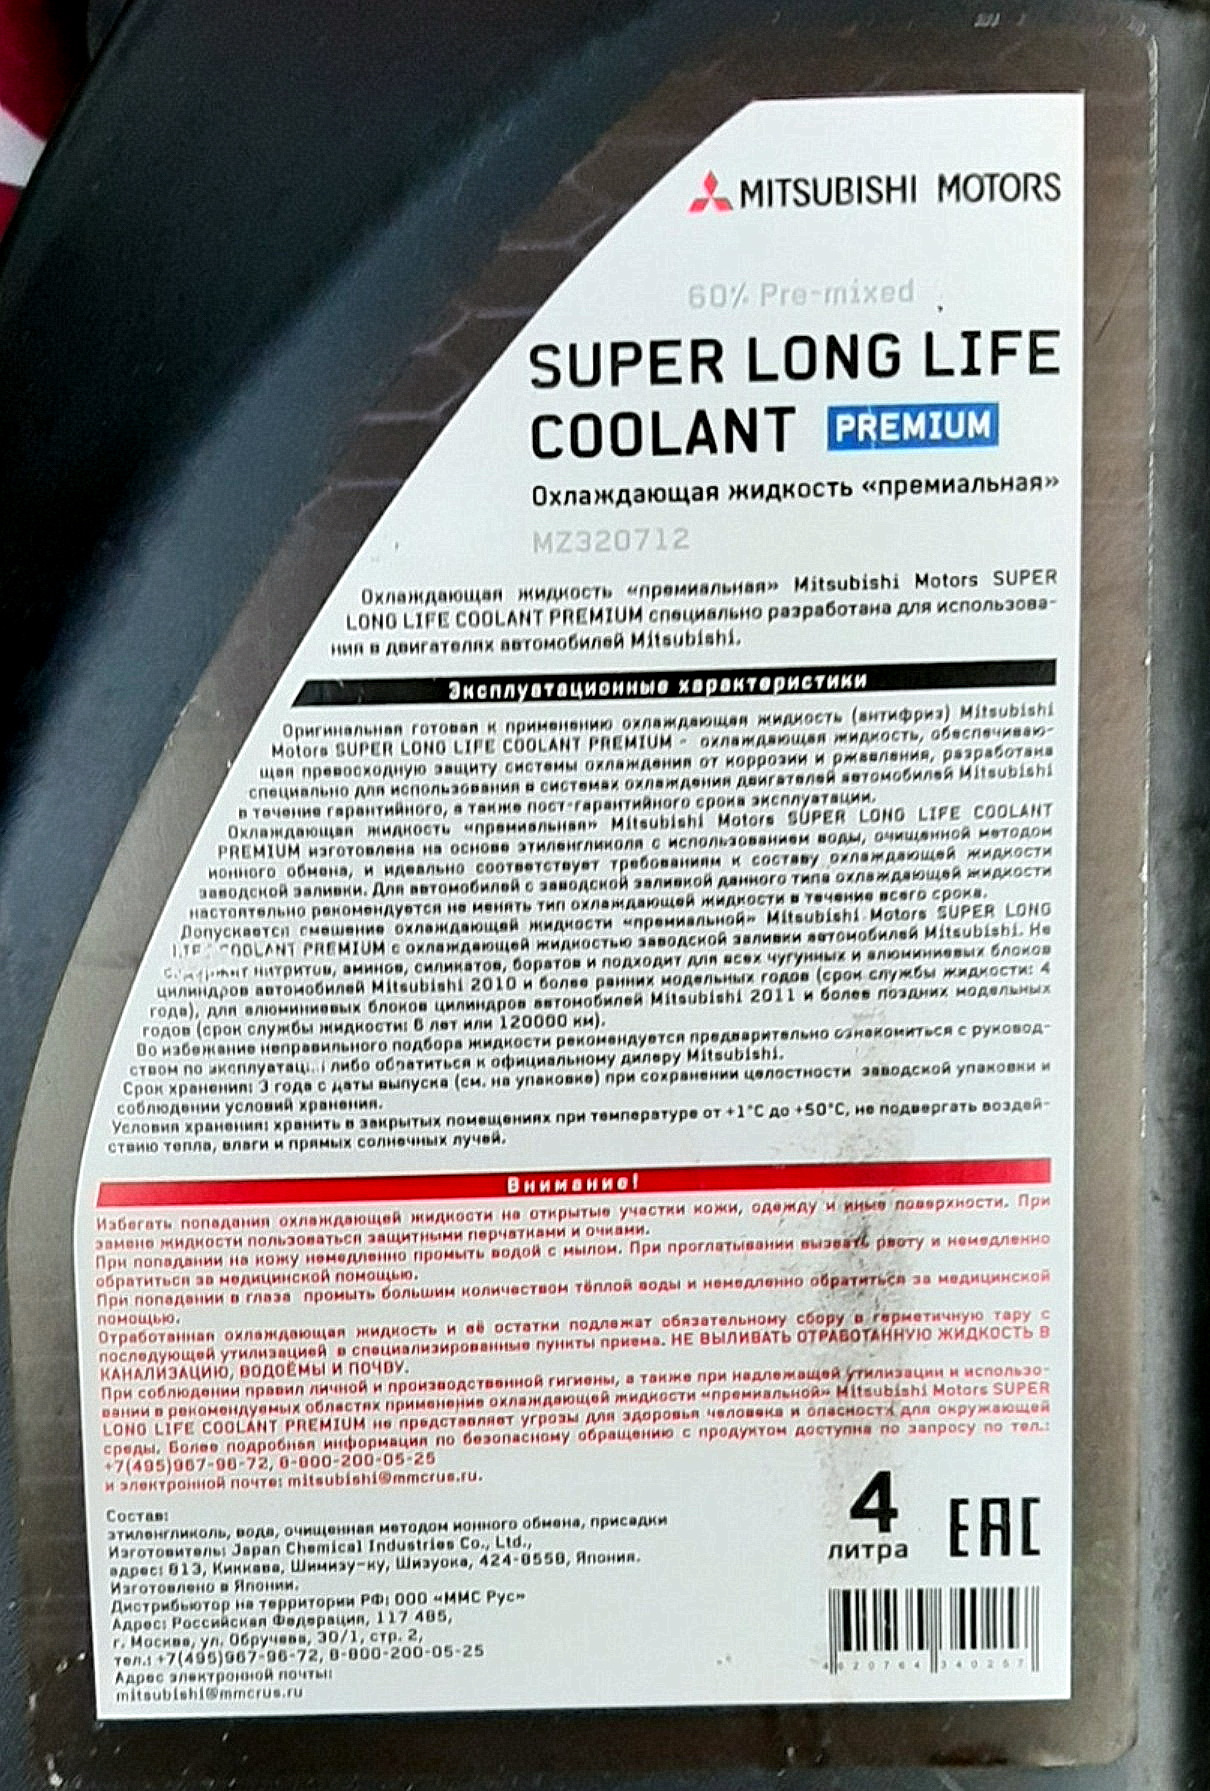 MITSUBISHI MOTORS
60% Pre-mixed
SUPER LONG LIFE
COOLANT PREMIUM
Охлаждающая жидкость «премиальная»
MZ320712
Охлаждающая жидкость «премиальная» Mitsubishi Motors SUPER
LONG LIFE COOLANT PREMIUM специально разработана для использова-
ния в двигателях автомобилей Mitsubishi.
Эксплуатационные характеристики
Оригинальная готовая к применению охлаждающая жидкость (антифриз) Mitsubishi
Motors SUPER LONG LIFE COOLANT PREMIUM - охлаждающая жидкость, обеспечиваю-
щая превосходную защиту системы охлаждения от коррозии и ржавления, разработана
специально для использования в системах охлаждения двигателей автомобилей Mitsubishi
в течение гарантийного, а также пост-гарантийного срока эксплуатации.
Охлаждающая жидкость «премиальная» Mitsubishi Motors SUPER LONG LIFE COOLANT
PREMIUM изготовлена на основе этиленгликоля с использованием воды, очищенной методом
ионного обмена, и идеально соответствует требованиям к составу охлаждающей жидкости
заводской заливки. Для автомобилей с заводской заливкой данного типа охлаждающей жидкости
настоятельно рекомендуется не менять тип охлаждающей жидкости в течение всего срока.
Допускается смешение охлаждающей жидкости «премиальной» Mitsubishi Motors SUPER LONG
COOLANT PREMIUM с охлаждающей жидкостью заводской заливки автомобилей Mitsubishi. Не
нитритов, аминов, силикатов, боратов и подходит для всех чугунных и алюминиевых блоков
цилиндров автомобилей Mitsubishi 2010 и более ранних модельных годов (срок службы жидкости: 4
года), для алюминиевых блоков цилиндров автомобилей Mitsubishi 2011 и более поздних модельных
годов (срок службы жидкости: 6 лет или 120000 км).
Во избежание неправильного подбора жидкости рекомендуется предварительно ознакомиться с руковод-
ством по либо обратиться к официальному дилеру Mitsubishi.
Срок хранения: 3 года с даты выпуска (см. на упаковке) при сохранении целостности заводской упаковки и
соблюдении условий хранения.
Условия хранения: хранить в закрытых помещениях при температуре от +1°C до +50°C, не подвергать воздей-
ствию тепла, влаги и прямых солнечных лучей.
Внимание!
Избегать попадания охлаждающей жидкости на открытые участки кожи, одежду и иные поверхности. При
замене жидкости пользоваться защитными перчатками и очками.
При попадании на кожу немедленно промыть водой с мылом. При проглатывании вызвать рвоту и немедленно
обратиться за медицинской помощью.
При попадании в глаза промыть большим количеством тёплой воды и немедленно обратиться за медицинской
помощью.
Отработанная охлаждающая жидкость и её остатки подлежат обязательному сбору в герметичную тару с
последующей утилизацией в специализированные пункты приема. НЕ ВЫЛИВАТЬ ОТРАБОТАННУЮ ЖИДКОСТЬ В
КАНАЛИЗАЦИЮ, ВОДОЁМЫ И ПОЧВУ.
При соблюдении правил личной и производственной гигиены, а также при надлежащей утилизации и использо-
вании в рекомендуемых областях применение охлаждающей жидкости «премиальной» Mitsubishi Motors SUPER
LONG LIFE COOLANT PREMIUM не представляет угрозы для здоровья человека и опасности для окружающей
среды. Более подробная информация по безопасному обращению с продуктом доступна по запросу по тел.:
+7(495)967-96-72, 8-800-200-05-25
и электронной почте: mitsubishi@mmcrus.ru.
Состав:
этиленгликоль, вода, очищенная методом ионного обмена, присадки
Изготовитель: Japan Chemical Industries Co., Ltd.,
адрес: 813, Киккава, Шимизу-ку, Шизуока, 424-8558, Япония.
Изготовлено в Японии.
Дистрибьютор на территории РФ: ООО «ММС Рус»
Адрес: Российская Федерация, 117 485,
г. Москва, ул. Обручева, 30/1, стр. 2,
тел.: +7(495)967-96-72, 8-800-200-05-25
Адрес электронной почты:
mitsubishi@mmcrus.ru
4
литра
EAC
4 620764 340257